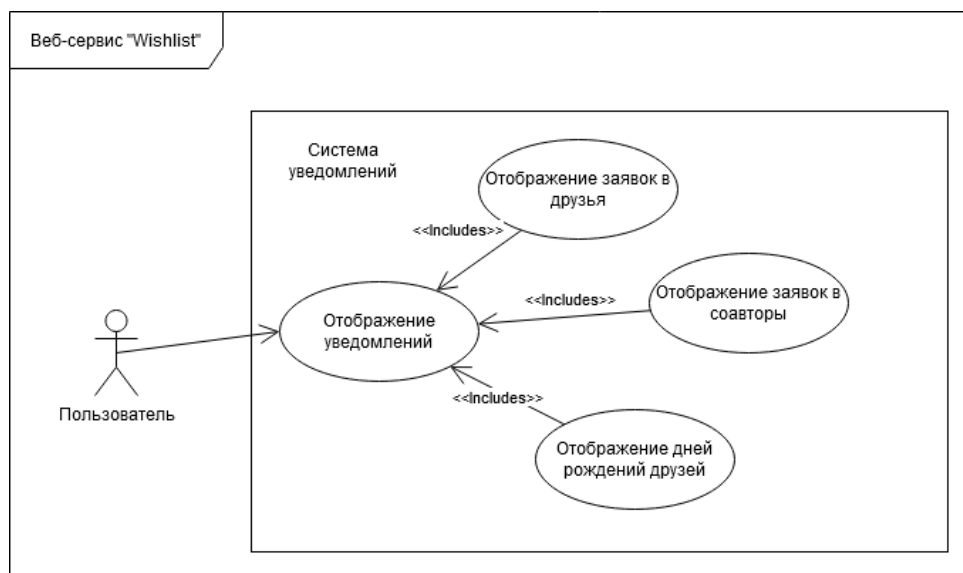 Веб-сервис "Wishlist"
Система
уведомлений
Отображение заявок в
друзья
<<Includes>>
Отображение заявок в
соавторы
<<Includes>>
Отображение
уведомлений
Пользователь
<<Includes>>
Отображение дней
рождений друзей